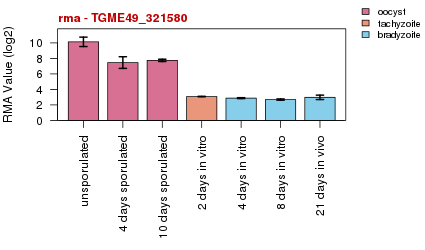 rma - TGME49_321580
oocyst
tachyzoite
bradyzoite
RMA Value (log2)
10
8
6
4
2
0
unsporulated
4 days sporulated
10 days sporulated
2 days in vitro
4 days in vitro
8 days in vitro
21 days in vivo